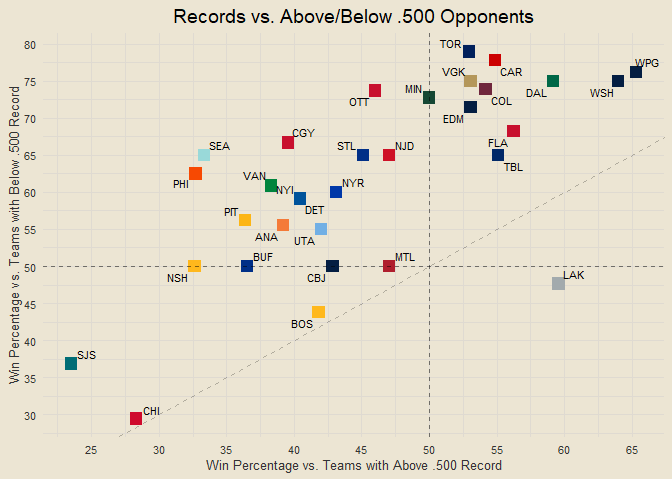 Records vs. Above/Below .500 Opponents
Win Percentage vs. Teams with Below .500 Record
80
75
70
65
60
55
50
45
40
35
30
TOR
CAR
WPG
VGK
COL
DAL
WSH
OTT
MIN
EDM
FLA
TBL
CGY
SEA
STL
NJD
PHI
VAN
NYI
NYR
DET
PIT
ANA
UTA
NSH
BUF
CBJ
MTL
LAK
BOS
SJS
CHI
25 30 35 40 45 50 55 60 65
Win Percentage vs. Teams with Above .500 Record